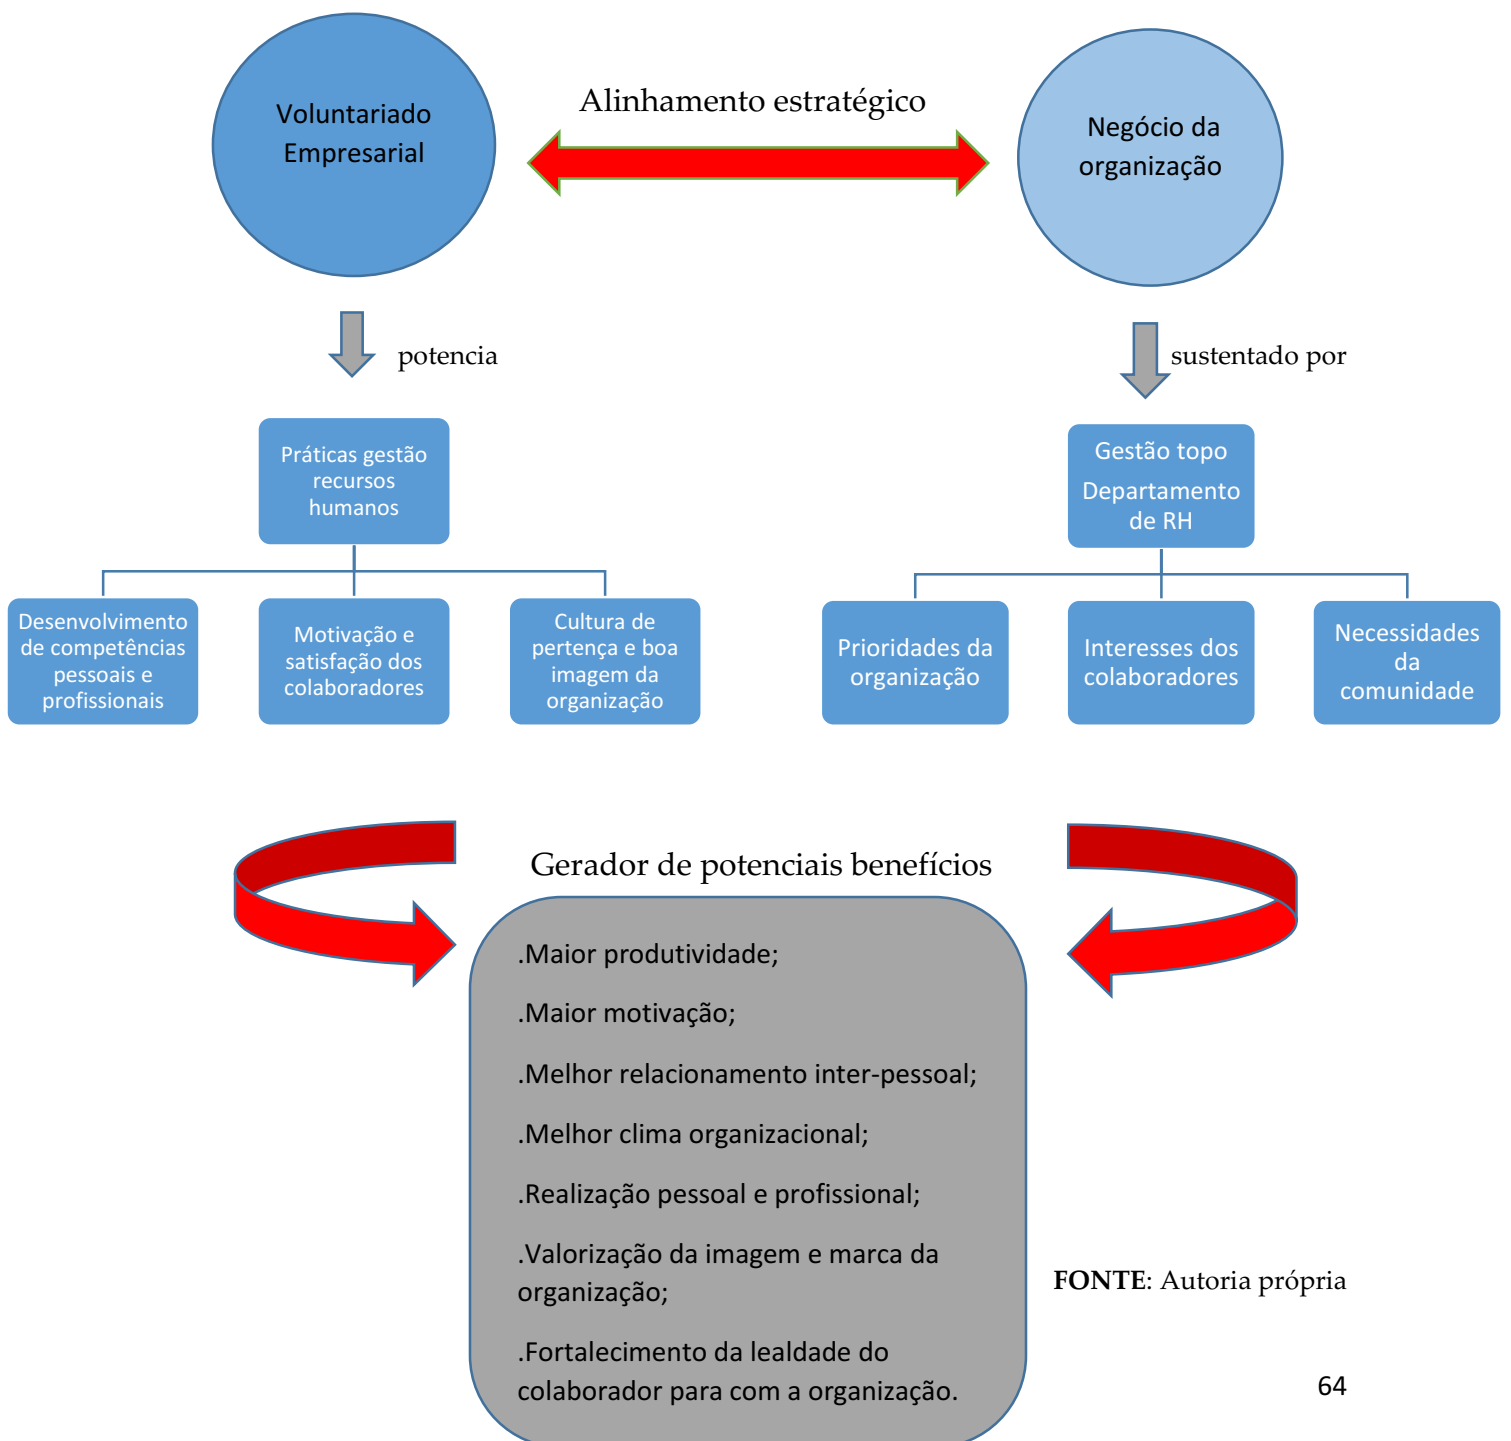 Voluntariado
Empresarial
Alinhamento estratégico
Negócio da
organização
potencia
sustentado por
Práticas gestão
recursos
humanos
Desenvolvimento
de competências
pessoais e
profissionais
Motivação e
satisfação dos
colaboradores
Cultura de
pertença e boa
imagem da
organização
Gestão topo
Departamento
de RH
Prioridades da
organização
Interesses dos
colaboradores
Necessidades
da
comunidade
Gerador de potenciais benefícios
.Maior produtividade;
.Maior motivação;
.Melhor relacionamento inter-pessoal;
.Melhor clima organizacional;
.Realização pessoal e profissional;
.Valorização da imagem e marca da
organização;
.Fortalecimento da lealdade do
colaborador para com a organização.
FONTE: Autoria própria
64